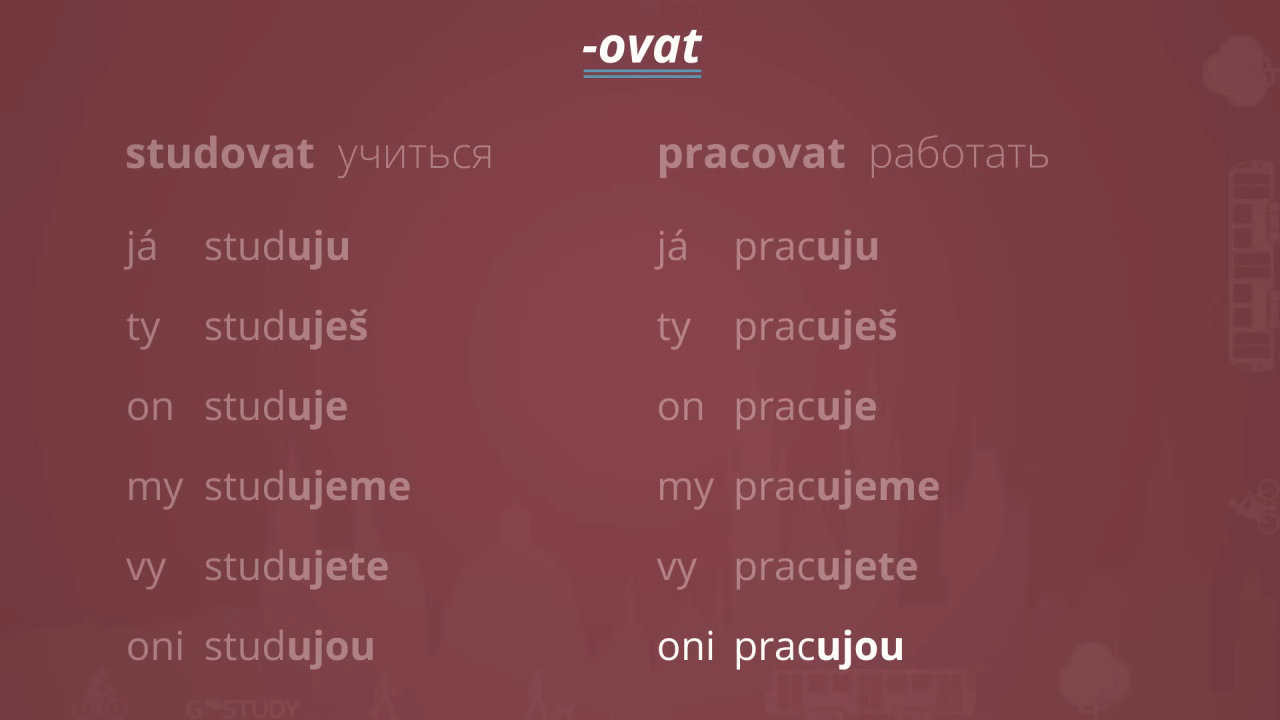 -ovat
studovat учиться
já studuju
ty studuješ
on studuje
my studujeme
vy studujete
oni studujou
pracovat работать
já pracuju
ty pracuješ
on pracuje
my pracujeme
vy pracujete
oni pracujou
GOSTUDY